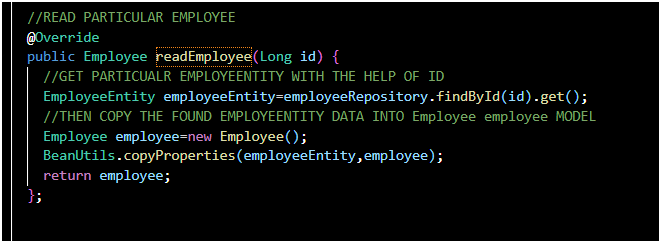 //READ PARTICULAR EMPLOYEE
@Override
public Employee readEmployee(Long id) {
//GET PARTICUALR EMPLOYEEENTITY WITH THE HELP OF ID
EmployeeEntity employeeEntity=employeeRepository.findById(id).get();
//THEN COPY THE FOUND EMPLOYEENTITY DATA INTO Employee employee MODEL
Employee employee=new Employee();
BeanUtils.copyProperties(employeeEntity,employee);
return employee;
};